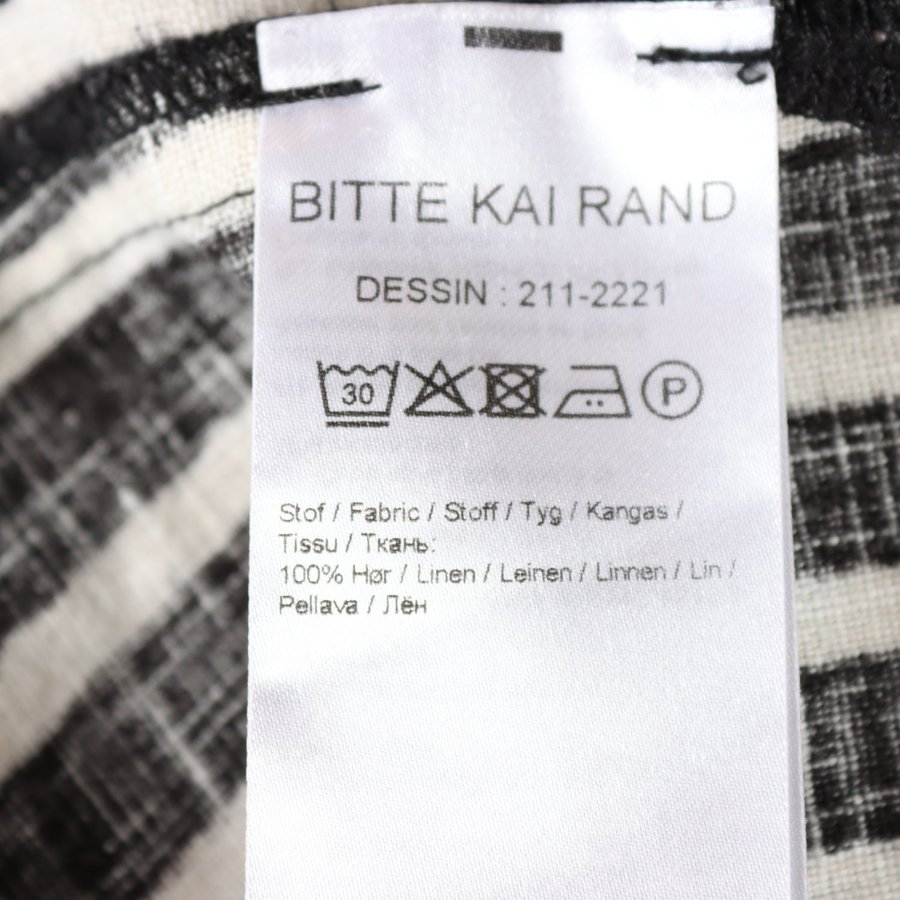 BITTE KAI RAND
DESSIN : 211-2221
30 P
Stof / Fabric / Stoff / Tyg / Kangas /
Tissu / Ткань:
100% Hør / Linen / Leinen / Linnen / Lin /
Pellava / Лён